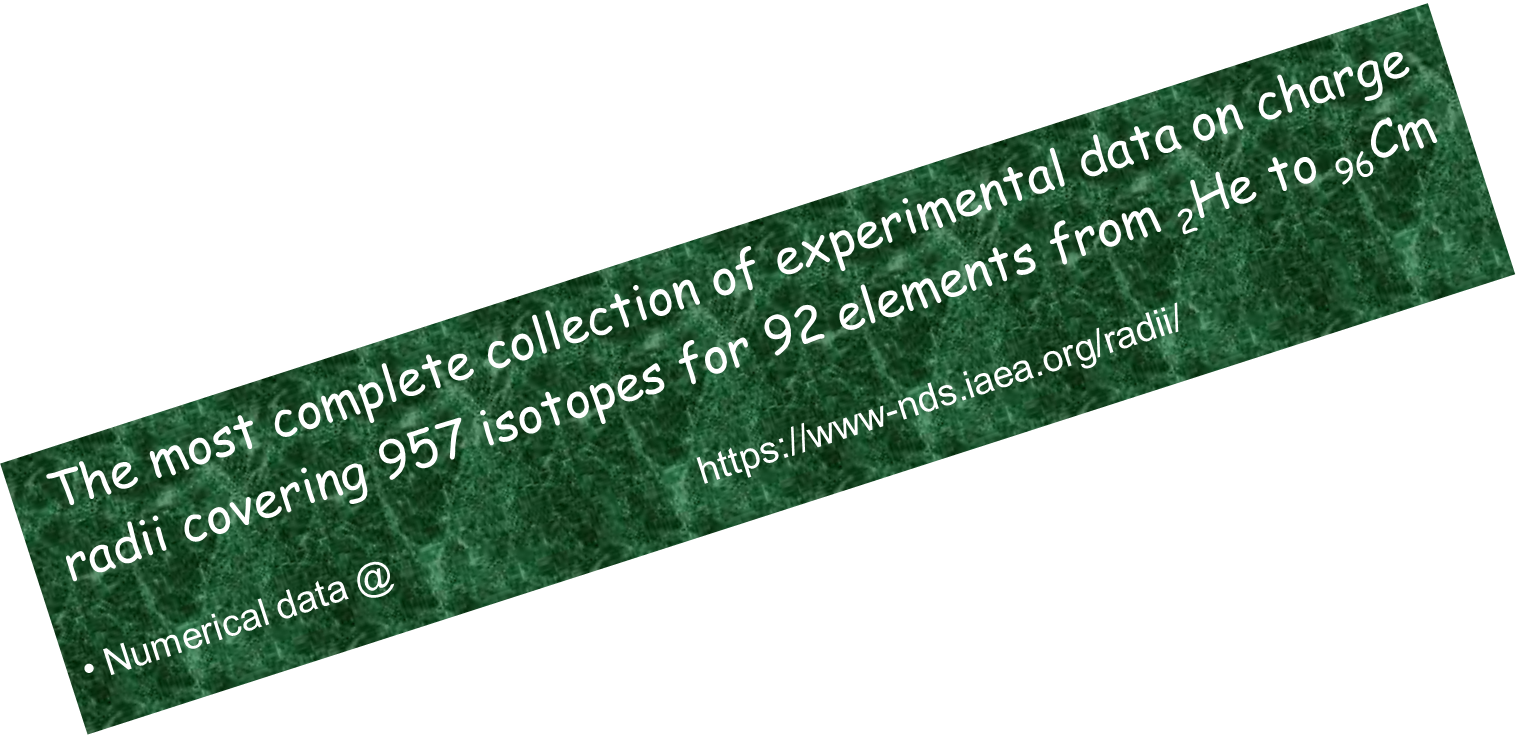 The most complete collection of experimental data on charge
radii covering 957 isotopes for 92 elements from ₂He to ₉₆Cm
• Numerical data @ https://www-nds.iaea.org/radii/